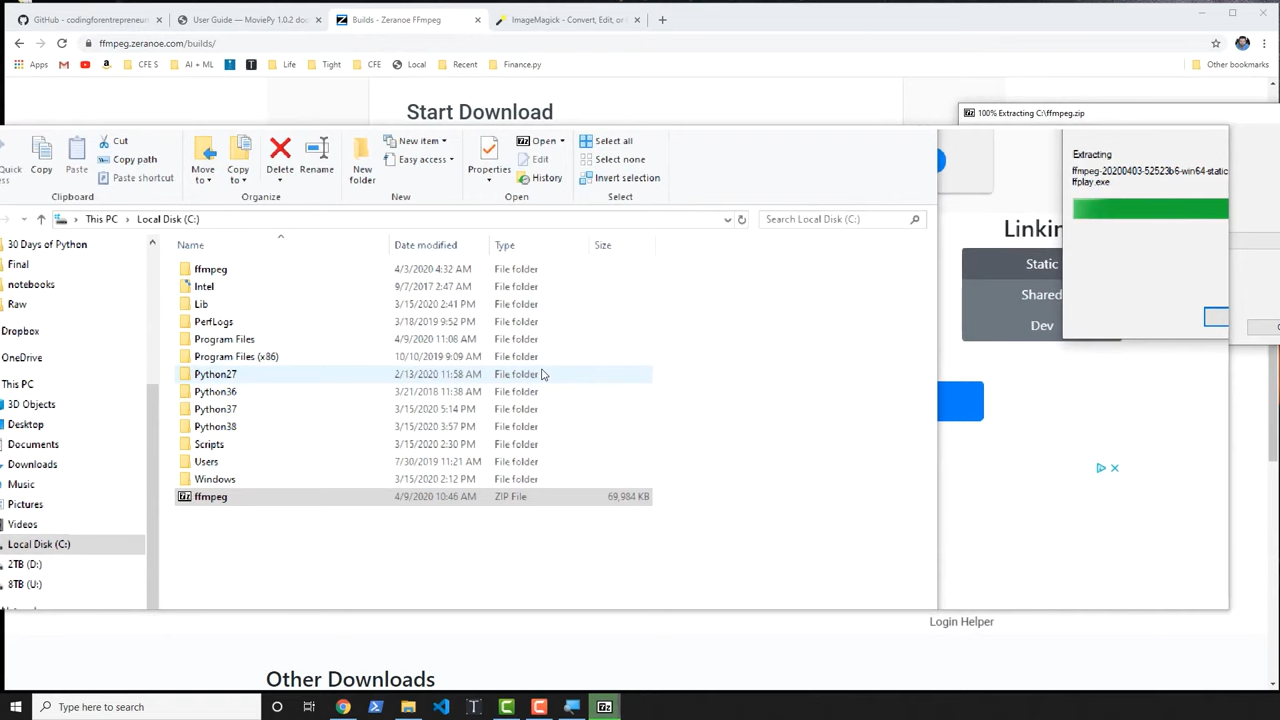 GitHub - codingforentrepreneur
User Guide — MoviePy 1.0.2 do
Builds - Zeranoe FFmpeg
ImageMagick - Convert, Edit, or
ffmpeg.zeranoe.com/builds/
Apps
CFE S
AI + ML
Life
Tight
CFE
Local
Recent
Finance.py
Other bookmarks
Start Download
100% Extracting C:\ffmpeg.zip
Quick
Copy
Paste
Cut
Copy path
Paste shortcut
Move to
Copy to
Delete
Rename
New folder
New item
Easy access
Properties
Open
Edit
History
Select all
Select none
Invert selection
Clipboard
Organize
New
Open
Select
Extracting
ffmpeg-20200403-52523b6-win64-static
ffplay.exe
This PC
Local Disk (C:)
Search Local Disk (C:)
Name
Date modified
Type
Size
30 Days of Python
Final
notebooks
Raw
Dropbox
OneDrive
This PC
3D Objects
Desktop
Documents
Downloads
Music
Pictures
Videos
Local Disk (C:)
2TB (D:)
8TB (U:)
ffmpeg 4/3/2020 4:32 AM File folder
Intel 9/7/2017 2:47 AM File folder
Lib 3/15/2020 2:41 PM File folder
PerfLogs 3/18/2019 9:52 PM File folder
Program Files 4/9/2020 11:08 AM File folder
Program Files (x86) 10/10/2019 9:09 AM File folder
Python27 2/13/2020 11:58 AM File folder
Python36 3/21/2018 11:38 AM File folder
Python37 3/15/2020 5:14 PM File folder
Python38 3/15/2020 3:57 PM File folder
Scripts 3/15/2020 2:30 PM File folder
Users 7/30/2019 11:21 AM File folder
Windows 3/15/2020 2:12 PM File folder
ffmpeg 4/9/2020 10:46 AM ZIP File 69,984 KB
Linkin
Static
Shared
Dev
Login Helper
Other Downloads
Type here to search